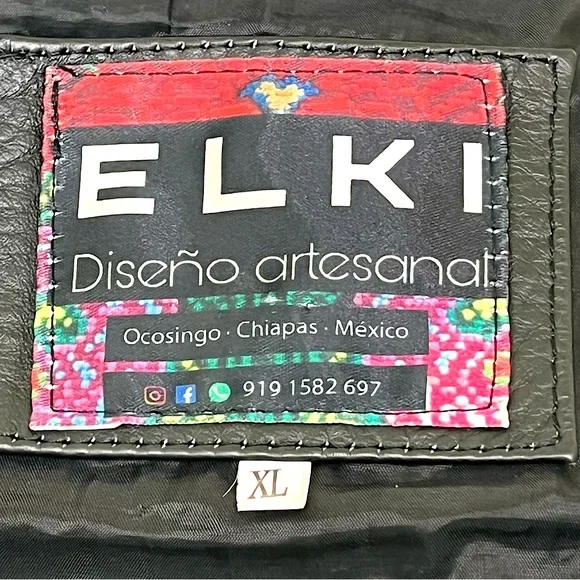 ELKI
Diseño artesanal
Ocosingo · Chiapas · México
919 1582 697
XL